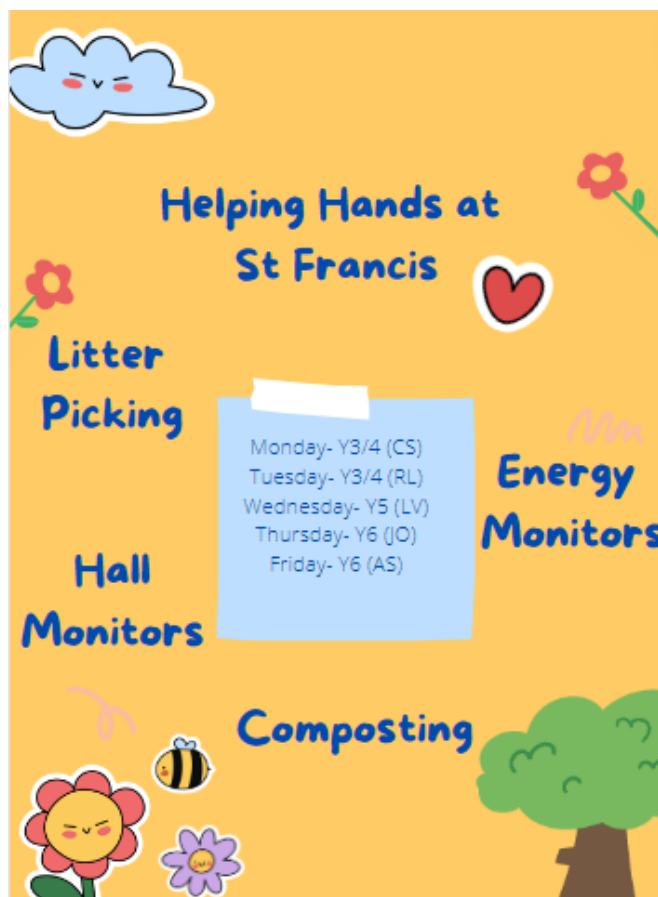 Helping Hands at
St Francis
Litter
Picking
Monday- Y3/4 (CS)
Tuesday- Y3/4 (RL)
Wednesday- Y5 (LV)
Thursday- Y6 (JO)
Friday- Y6 (AS)
Energy
Monitors
Hall
Monitors
Composting